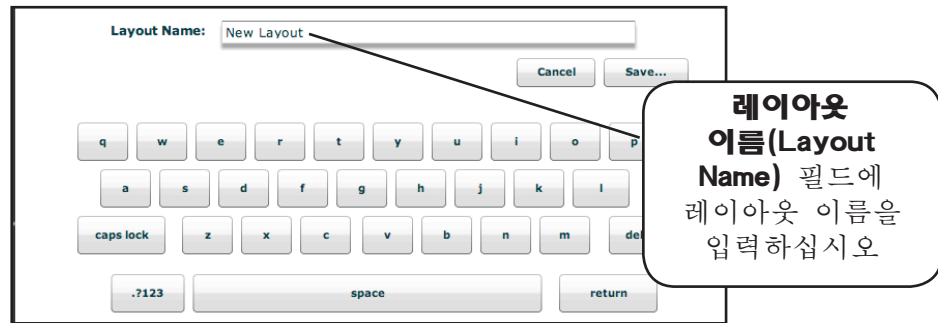 Layout Name: New Layout
Cancel Save...
레이아웃
이름(Layout
Name) 필드에
레이아웃 이름을
입력하십시오
q w e r t y u i o p
a s d f g h j k l
caps lock z x c v b n m del
.?123 space return